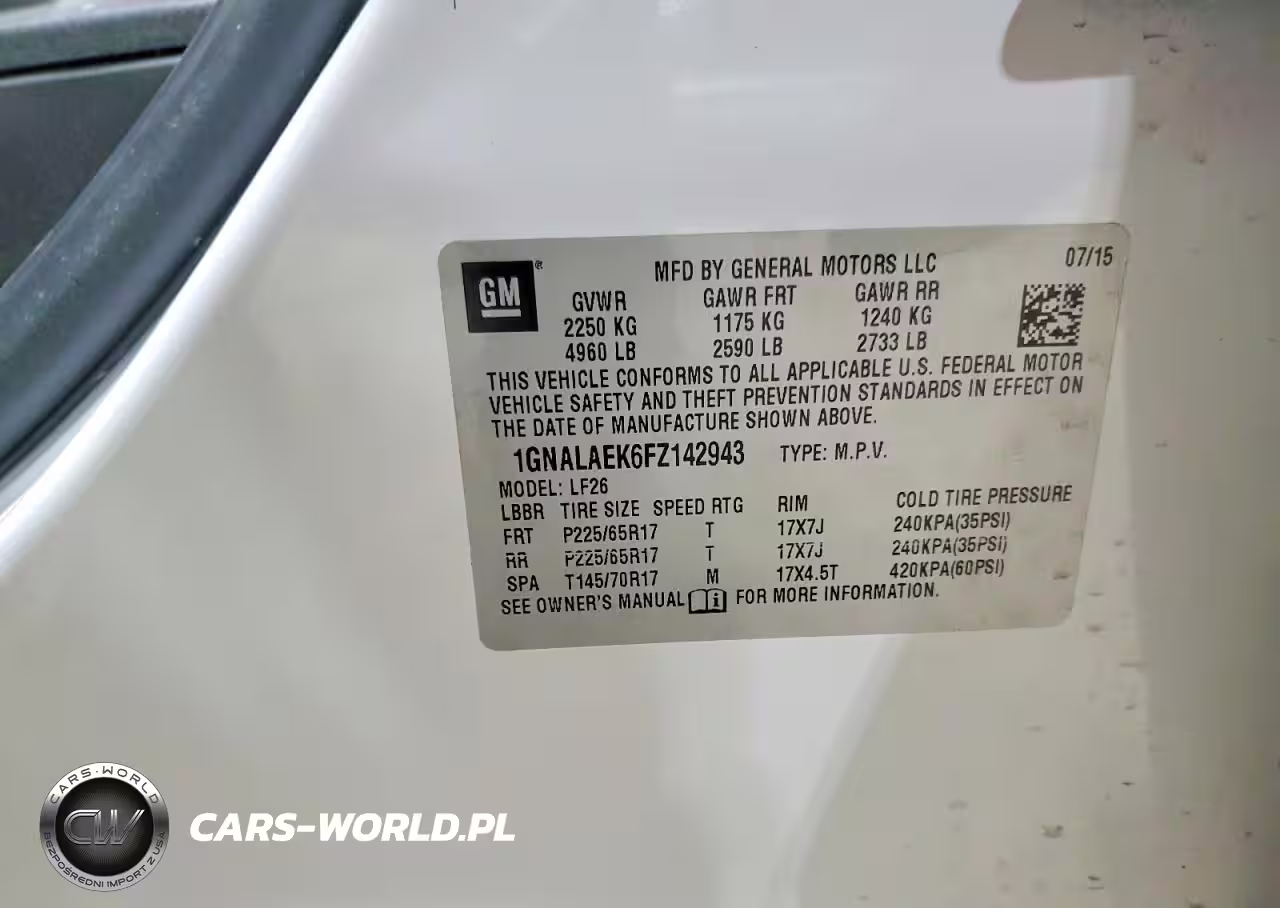 GM®
MFD BY GENERAL MOTORS LLC 07/15
GVWR GAWR FRT GAWR RR
2250 KG 1175 KG 1240 KG
4960 LB 2590 LB 2733 LB
THIS VEHICLE CONFORMS TO ALL APPLICABLE U.S. FEDERAL MOTOR
VEHICLE SAFETY AND THEFT PREVENTION STANDARDS IN EFFECT ON
THE DATE OF MANUFACTURE SHOWN ABOVE.
1GNALAEK6FZ142943 TYPE: M.P.V.
MODEL: LF26
LBBR TIRE SIZE SPEED RTG RIM COLD TIRE PRESSURE
FRT P225/65R17 T 17X7J 240KPA(35PSI)
RR P225/65R17 T 17X7J 240KPA(35PSI)
SPA T145/70R17 M 17X4.5T 420KPA(60PSI)
SEE OWNER'S MANUAL i FOR MORE INFORMATION.
CARS-WORLD
CW
BEZPOŚREDNI IMPORT Z USA
CARS-WORLD.PL